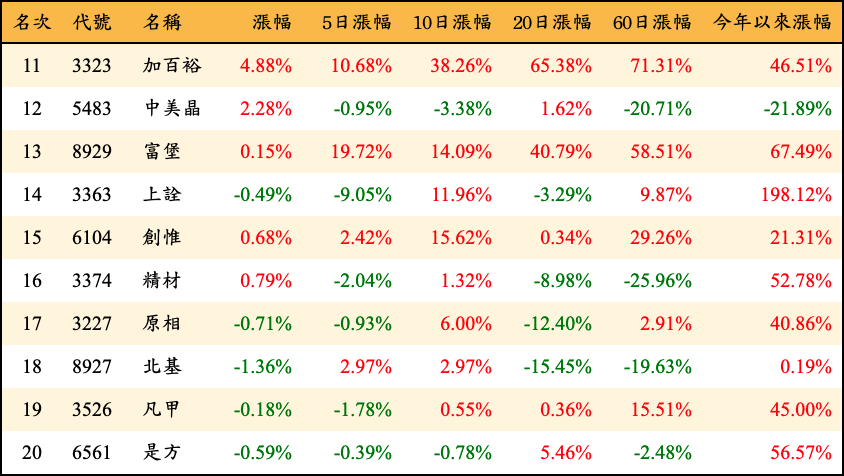 名次 代號 名稱 漲幅 5日漲幅 10日漲幅 20日漲幅 60日漲幅 今年以來漲幅
11 3323 加百裕 4.88% 10.68% 38.26% 65.38% 71.31% 46.51%
12 5483 中美晶 2.28% -0.95% -3.38% 1.62% -20.71% -21.89%
13 8929 富堡 0.15% 19.72% 14.09% 40.79% 58.51% 67.49%
14 3363 上詮 -0.49% -9.05% 11.96% -3.29% 9.87% 198.12%
15 6104 創惟 0.68% 2.42% 15.62% 0.34% 29.26% 21.31%
16 3374 精材 0.79% -2.04% 1.32% -8.98% -25.96% 52.78%
17 3227 原相 -0.71% -0.93% 6.00% -12.40% 2.91% 40.86%
18 8927 北基 -1.36% 2.97% 2.97% -15.45% -19.63% 0.19%
19 3526 凡甲 -0.18% -1.78% 0.55% 0.36% 15.51% 45.00%
20 6561 是方 -0.59% -0.39% -0.78% 5.46% -2.48% 56.57%